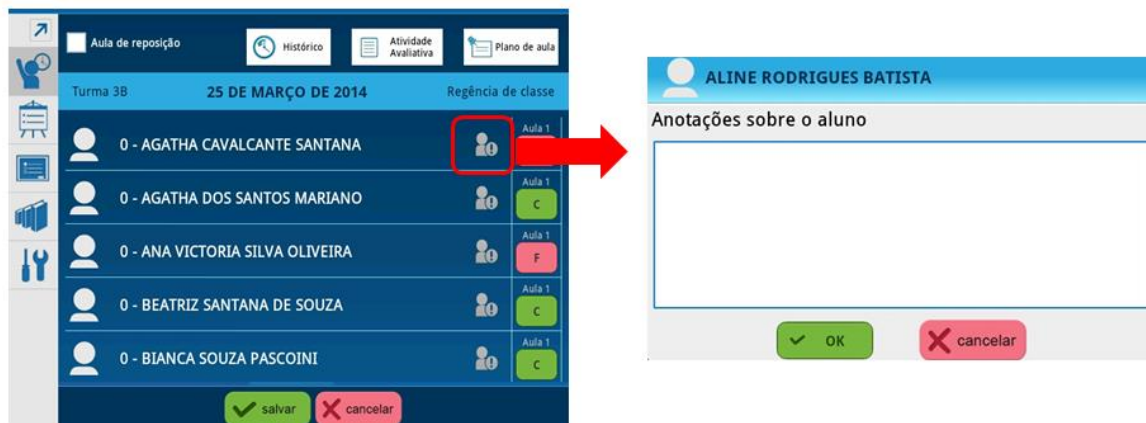 Aula de reposição
Histórico
Atividade
Avaliativa
Plano de aula
Turma 3B
25 DE MARÇO DE 2014
Regência de classe
0 - AGATHA CAVALCANTE SANTANA
Aula 1
0 - AGATHA DOS SANTOS MARIANO
Aula 1
C
0 - ANA VICTORIA SILVA OLIVEIRA
Aula 1
F
0 - BEATRIZ SANTANA DE SOUZA
Aula 1
C
0 - BIANCA SOUZA PASCOINI
Aula 1
C
salvar
cancelar
ALINE RODRIGUES BATISTA
Anotações sobre o aluno
OK
cancelar